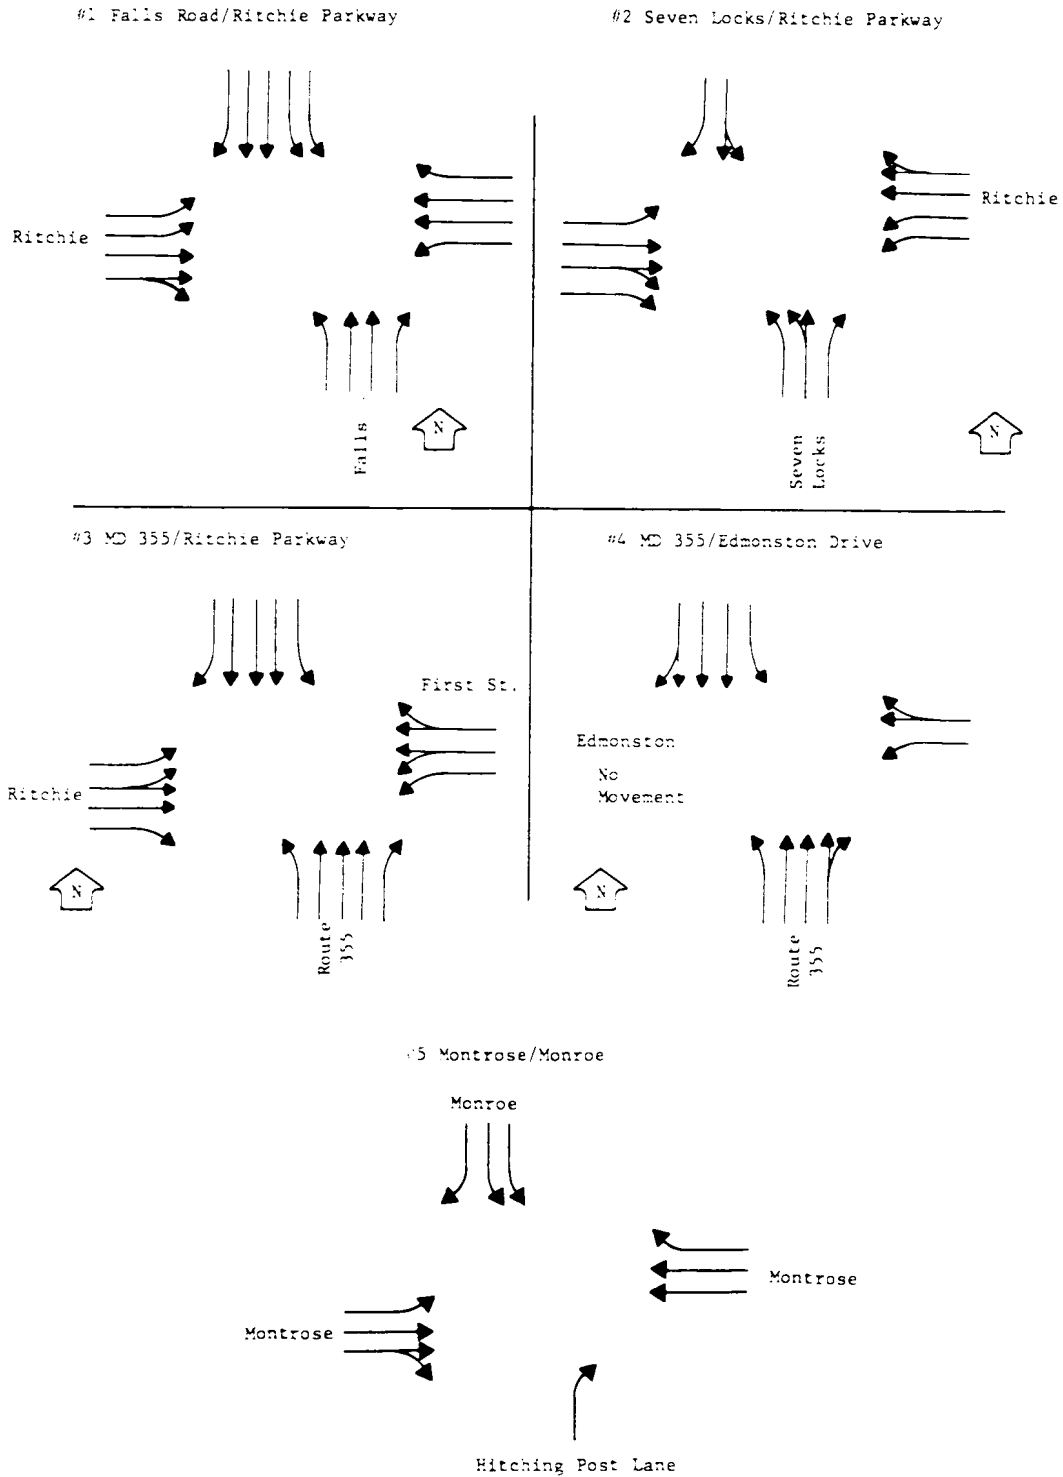 #1 Falls Road/Ritchie Parkway
#2 Seven Locks/Ritchie Parkway
Ritchie
Ritchie
Falls
N
Seven
Locks
N
#3 MD 355/Ritchie Parkway
#4 MD 355/Edmonston Drive
First St.
Ritchie
N
Route
355
Edmonston
No
Movement
N
Route
355
#5 Montrose/Monroe
Monroe
Montrose
Montrose
Hitching Post Lane